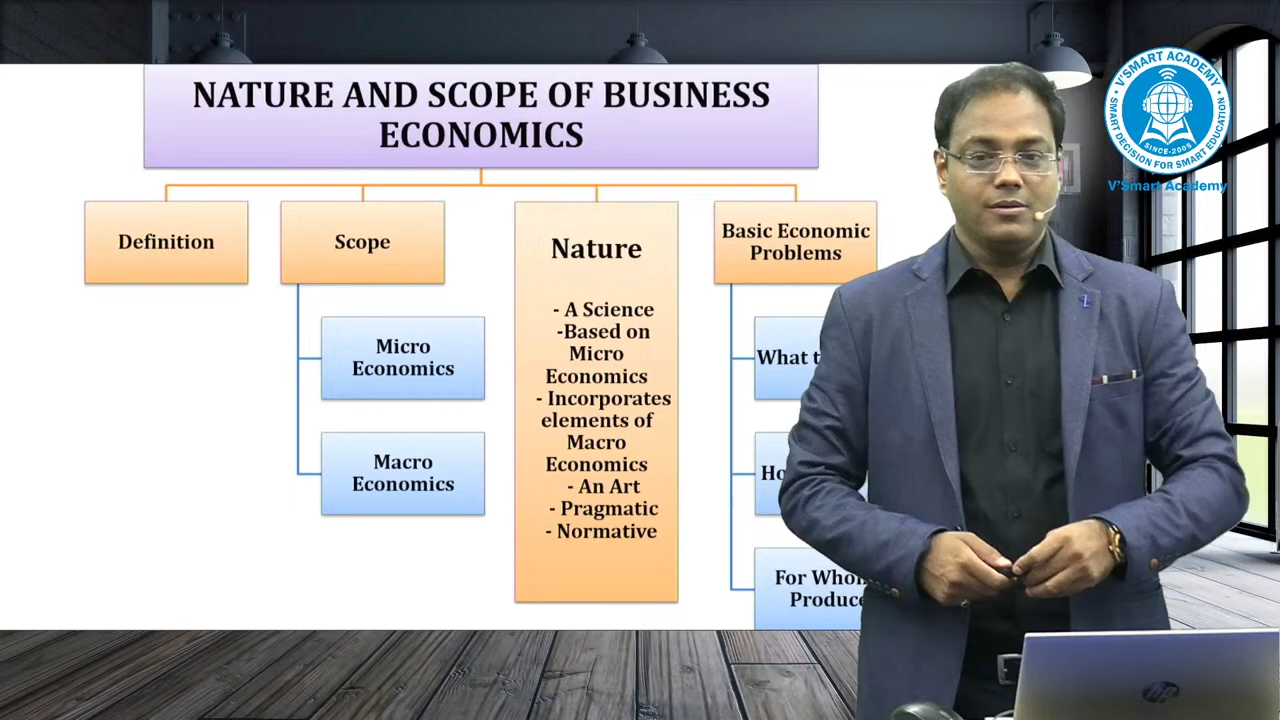 NATURE AND SCOPE OF BUSINESS
ECONOMICS
Definition
Scope
Micro
Economics
Macro
Economics
Nature
- A Science
-Based on
Micro
Economics
- Incorporates
elements of
Macro
Economics
- An Art
- Pragmatic
- Normative
Basic Economic
Problems
What
For
Produce
V'SMART ACADEMY
SMART DECISION FOR SMART EDUCATION
SINCE-2005
V'Smart Academy
hp